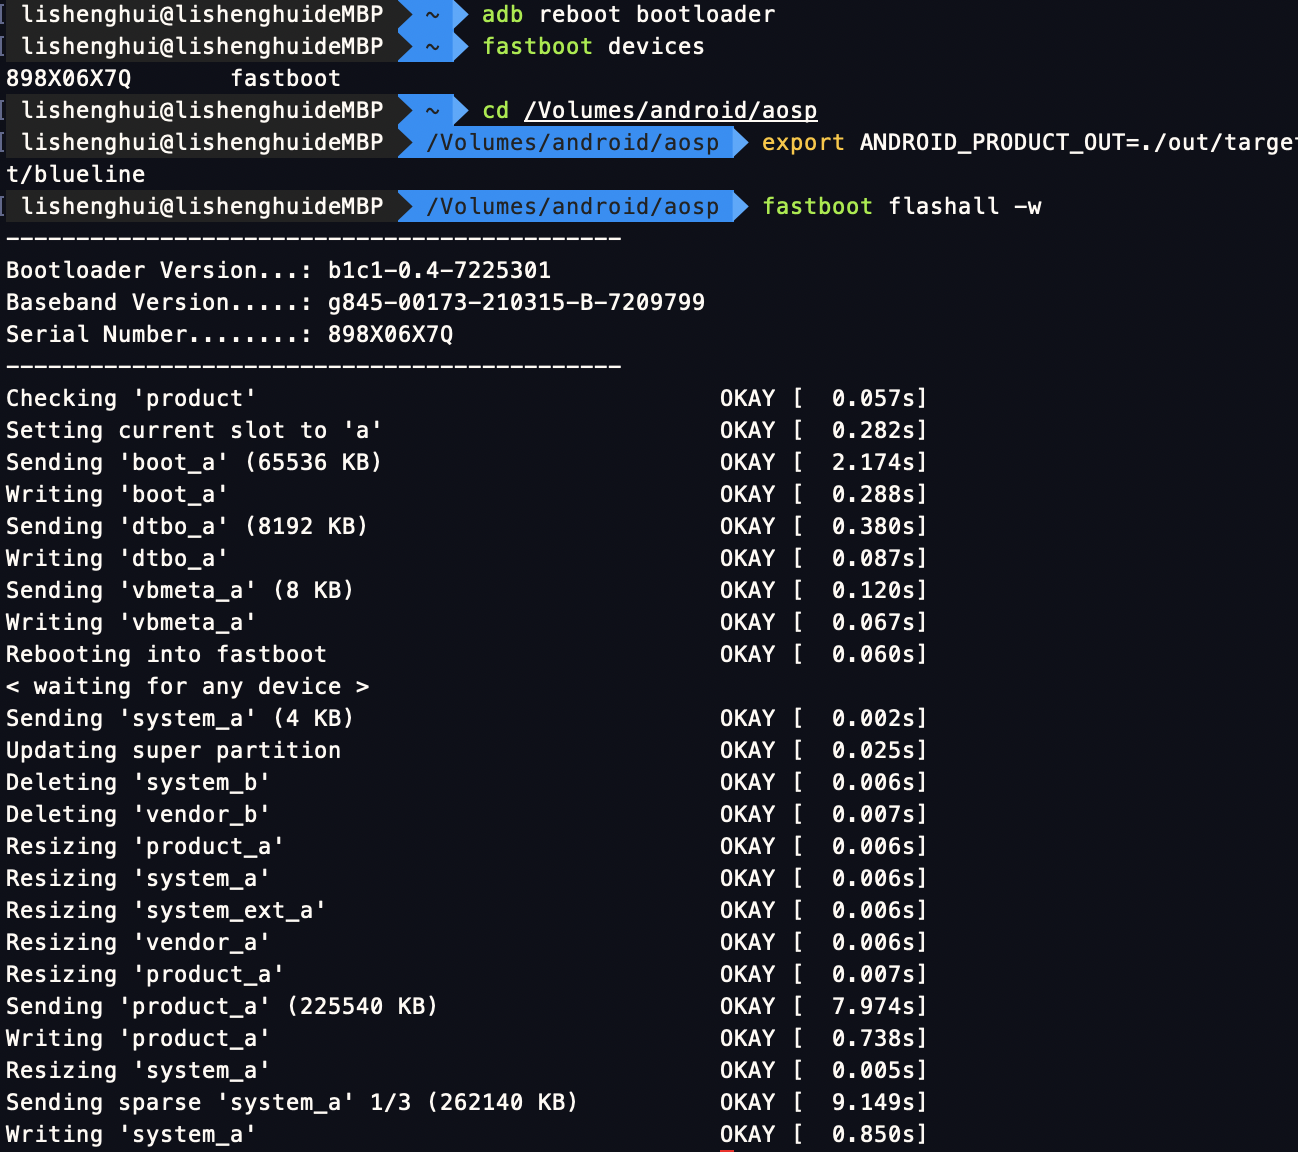 lishenghui@lishenghuideMBP ~ adb reboot bootloader
lishenghui@lishenghuideMBP ~ fastboot devices
898X06X7Q fastboot
lishenghui@lishenghuideMBP ~ cd /Volumes/android/aosp
lishenghui@lishenghuideMBP /Volumes/android/aosp export ANDROID_PRODUCT_OUT=./out/targe
t/blueline
lishenghui@lishenghuideMBP /Volumes/android/aosp fastboot flashall -w
--------------------------------------------
Bootloader Version...: b1c1-0.4-7225301
Baseband Version.....: g845-00173-210315-B-7209799
Serial Number........: 898X06X7Q
--------------------------------------------
Checking 'product' OKAY [ 0.057s]
Setting current slot to 'a' OKAY [ 0.282s]
Sending 'boot_a' (65536 KB) OKAY [ 2.174s]
Writing 'boot_a' OKAY [ 0.288s]
Sending 'dtbo_a' (8192 KB) OKAY [ 0.380s]
Writing 'dtbo_a' OKAY [ 0.087s]
Sending 'vbmeta_a' (8 KB) OKAY [ 0.120s]
Writing 'vbmeta_a' OKAY [ 0.067s]
Rebooting into fastboot OKAY [ 0.060s]
< waiting for any device >
Sending 'system_a' (4 KB) OKAY [ 0.002s]
Updating super partition OKAY [ 0.025s]
Deleting 'system_b' OKAY [ 0.006s]
Deleting 'vendor_b' OKAY [ 0.007s]
Resizing 'product_a' OKAY [ 0.006s]
Resizing 'system_a' OKAY [ 0.006s]
Resizing 'system_ext_a' OKAY [ 0.006s]
Resizing 'vendor_a' OKAY [ 0.006s]
Resizing 'product_a' OKAY [ 0.007s]
Sending 'product_a' (225540 KB) OKAY [ 7.974s]
Writing 'product_a' OKAY [ 0.738s]
Resizing 'system_a' OKAY [ 0.005s]
Sending sparse 'system_a' 1/3 (262140 KB) OKAY [ 9.149s]
Writing 'system_a' OKAY [ 0.850s]